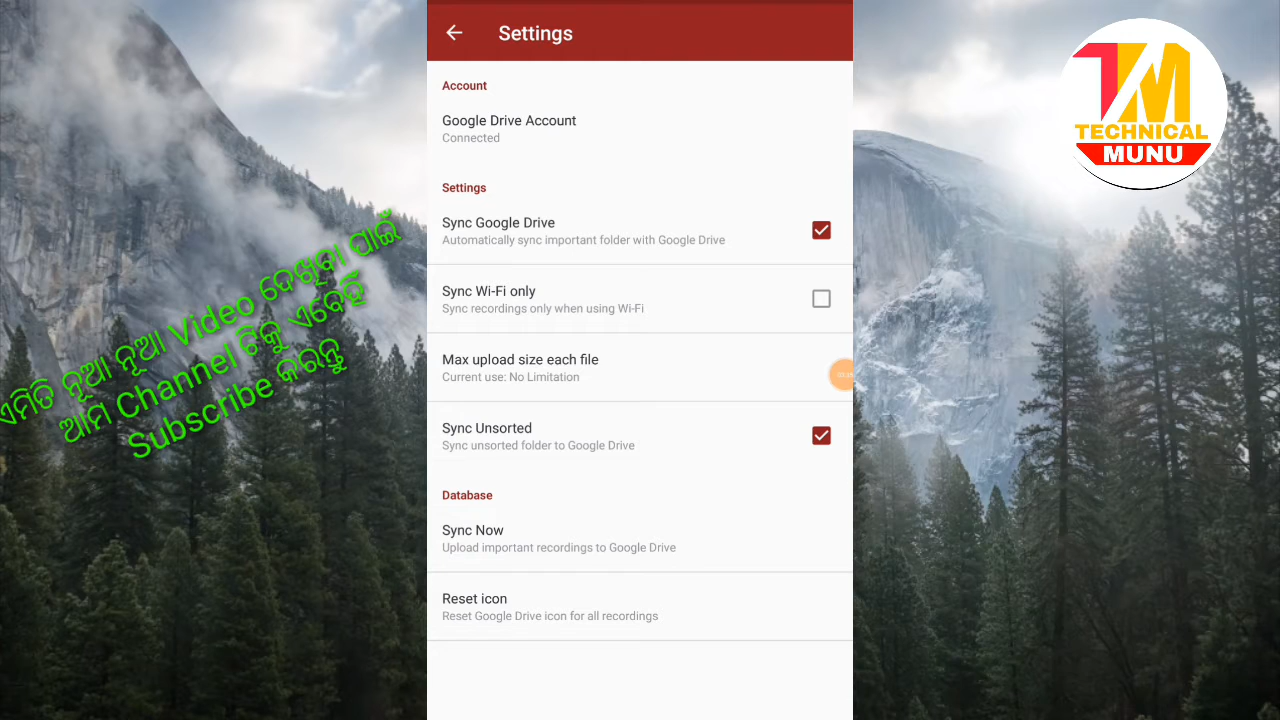 Settings
Account
Google Drive Account
Connected
Settings
Sync Google Drive
Automatically sync important folder with Google Drive
Sync Wi-Fi only
Sync recordings only when using Wi-Fi
Max upload size each file
Current use: No Limitation
Sync Unsorted
Sync unsorted folder to Google Drive
Database
Sync Now
Upload important recordings to Google Drive
Reset icon
Reset Google Drive icon for all recordings
ଏମିତି ନୂଆ ନୂଆ Video ଦେଖିବା ପାଇଁ
ଆମ Channel ଟିକୁ ଏବେହିଁ
Subscribe କରନ୍ତୁ
TM
TECHNICAL
MUNU